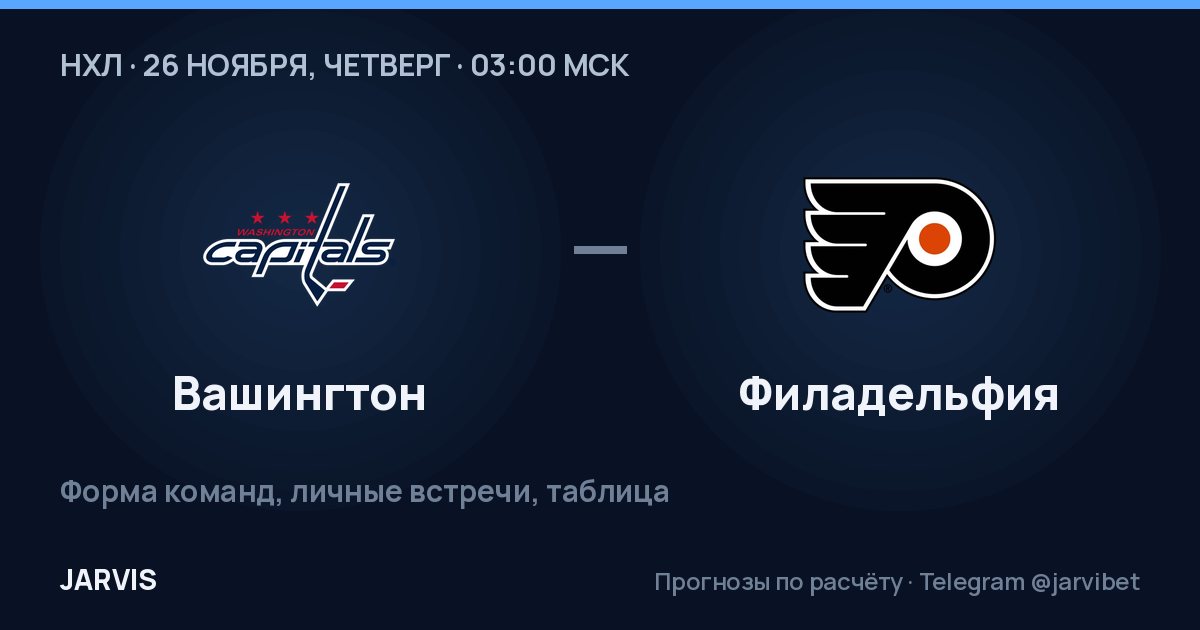 НХЛ · 26 НОЯБРЯ, ЧЕТВЕРГ · 03:00 МСК
WASHINGTON
capitals
Вашингтон
Филадельфия
Форма команд, личные встречи, таблица
JARVIS
Прогнозы по расчёту · Telegram @jarvibet